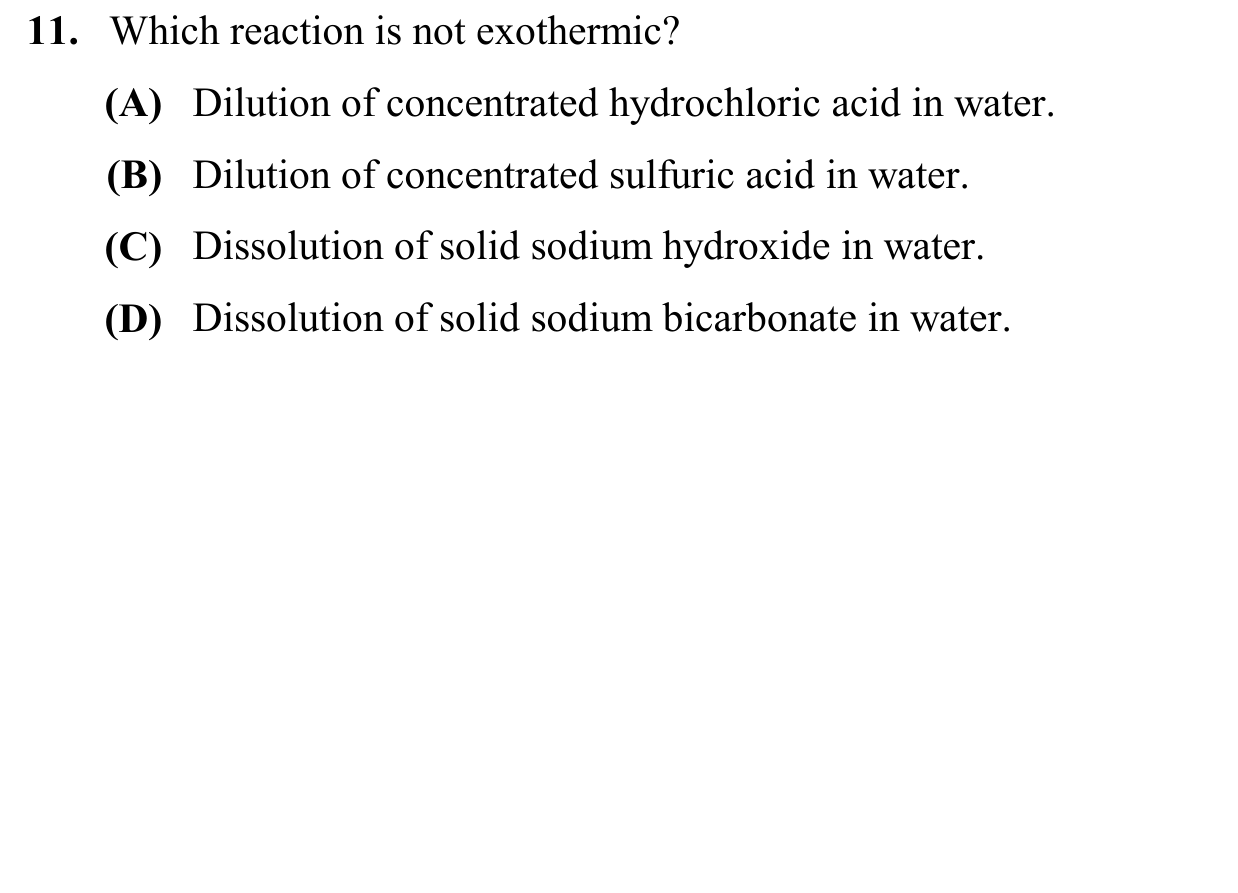 11. Which reaction is not exothermic?
(A) Dilution of concentrated hydrochloric acid in water.
(B) Dilution of concentrated sulfuric acid in water.
(C) Dissolution of solid sodium hydroxide in water.
(D) Dissolution of solid sodium bicarbonate in water.